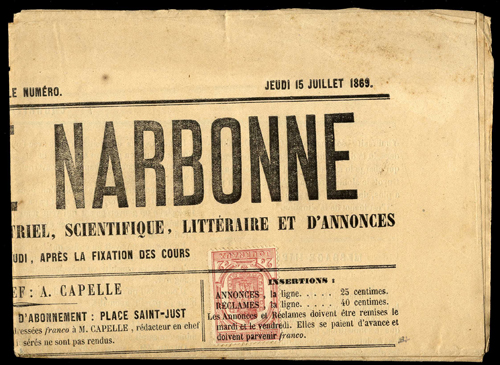 LE NUMÉRO.
JEUDI 15 JUILLET 1869.
E NARBONNE
TRIEL, SCIENTIFIQUE, LITTÉRAIRE ET D'ANNONCES
UDI, APRÈS LA FIXATION DES COURS
EF: A. CAPELLE
D'ABONNEMENT: PLACE SAINT-JUST
essées franco à M. CAPELLE, rédacteur en chef
sérés ne sont pas rendus.
INSERTIONS:
ANNONCES, la ligne..... 25 centimes.
RÉCLAMES, la ligne..... 40 centimes.
Les Annonces et Réclames doivent être remises le
mardi et le vendredi. Elles se paient d'avance et
doivent parvenir franco.
JOURNAUX